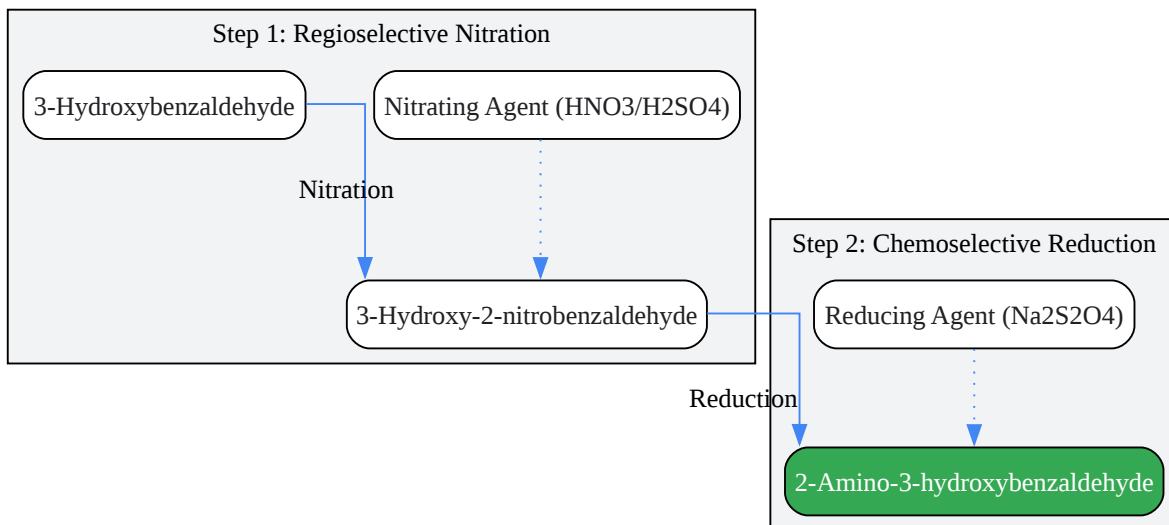 Step 1: Regioselective Nitration
3-Hydroxybenzaldehyde
Nitrating Agent (HNO3/H2SO4)
Nitration
3-Hydroxy-2-nitrobenzaldehyde
Step 2: Chemoselective Reduction
Reducing Agent (Na2S2O4)
Reduction
2-Amino-3-hydroxybenzaldehyde